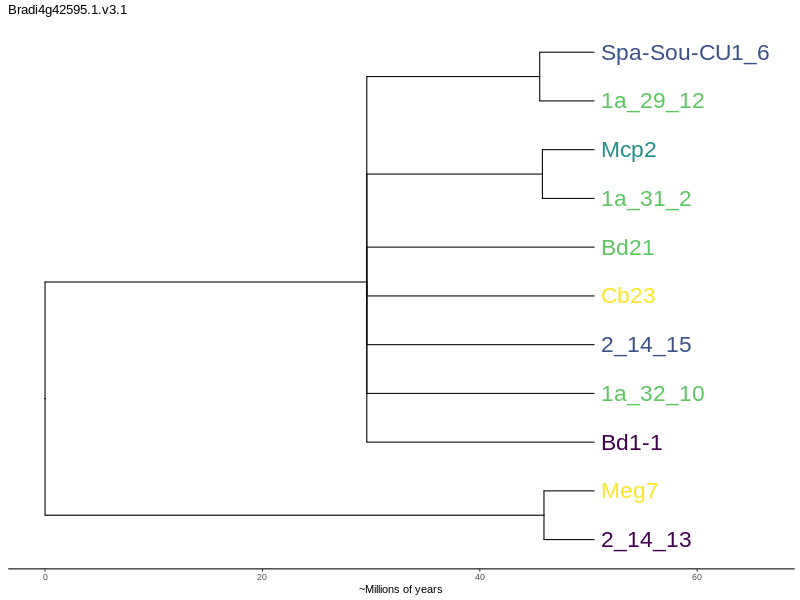 Bradi4g42595.1.v3.1
Spa-Sou-CU1_6
1a_29_12
Mcp2
1a_31_2
Bd21
Cb23
2_14_15
1a_32_10
Bd1-1
Meg7
2_14_13
0 20 40 60
~Millions of years